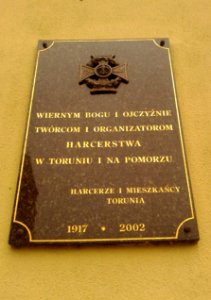 WIERNYM BOGU I OJCZYŹNIE
TWÓRCOM I ORGANIZATOROM
HARCERSTWA
W TORUNIU I NA POMORZU
HARCERZE I MIESZKAŃCY
TORUNIA
1917 • 2002